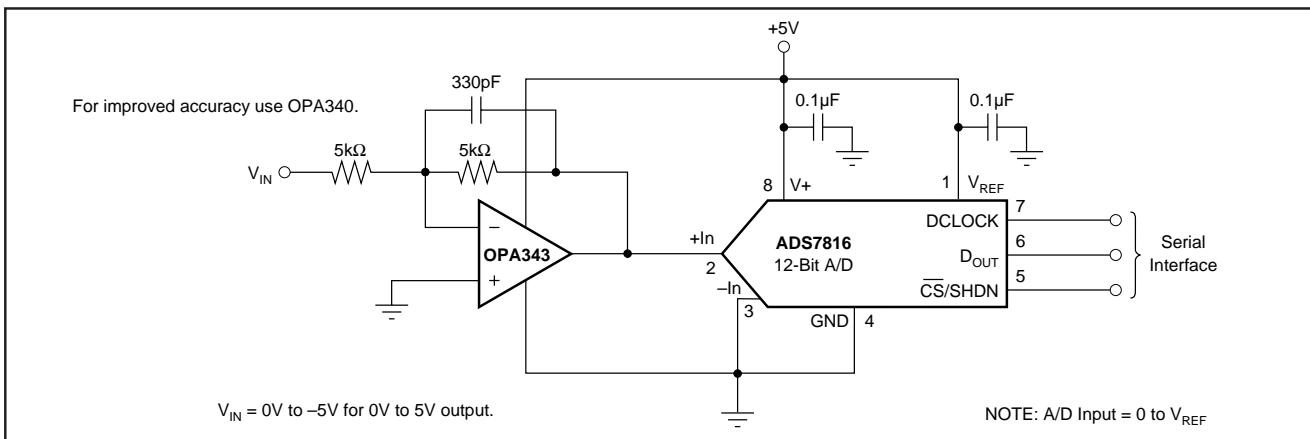 +5V
330pF
For improved accuracy use OPA340.
0.1µF
0.1µF
5kΩ
5kΩ
V_IN
8
V+
1
V_REF
–
OPA343
+
+In
2
–In
3
ADS7816
12-Bit A/D
GND
4
DCLOCK
7
D_OUT
6
C̅S̅/SHDN
5
Serial
Interface
V_IN = 0V to –5V for 0V to 5V output.
NOTE: A/D Input = 0 to V_REF